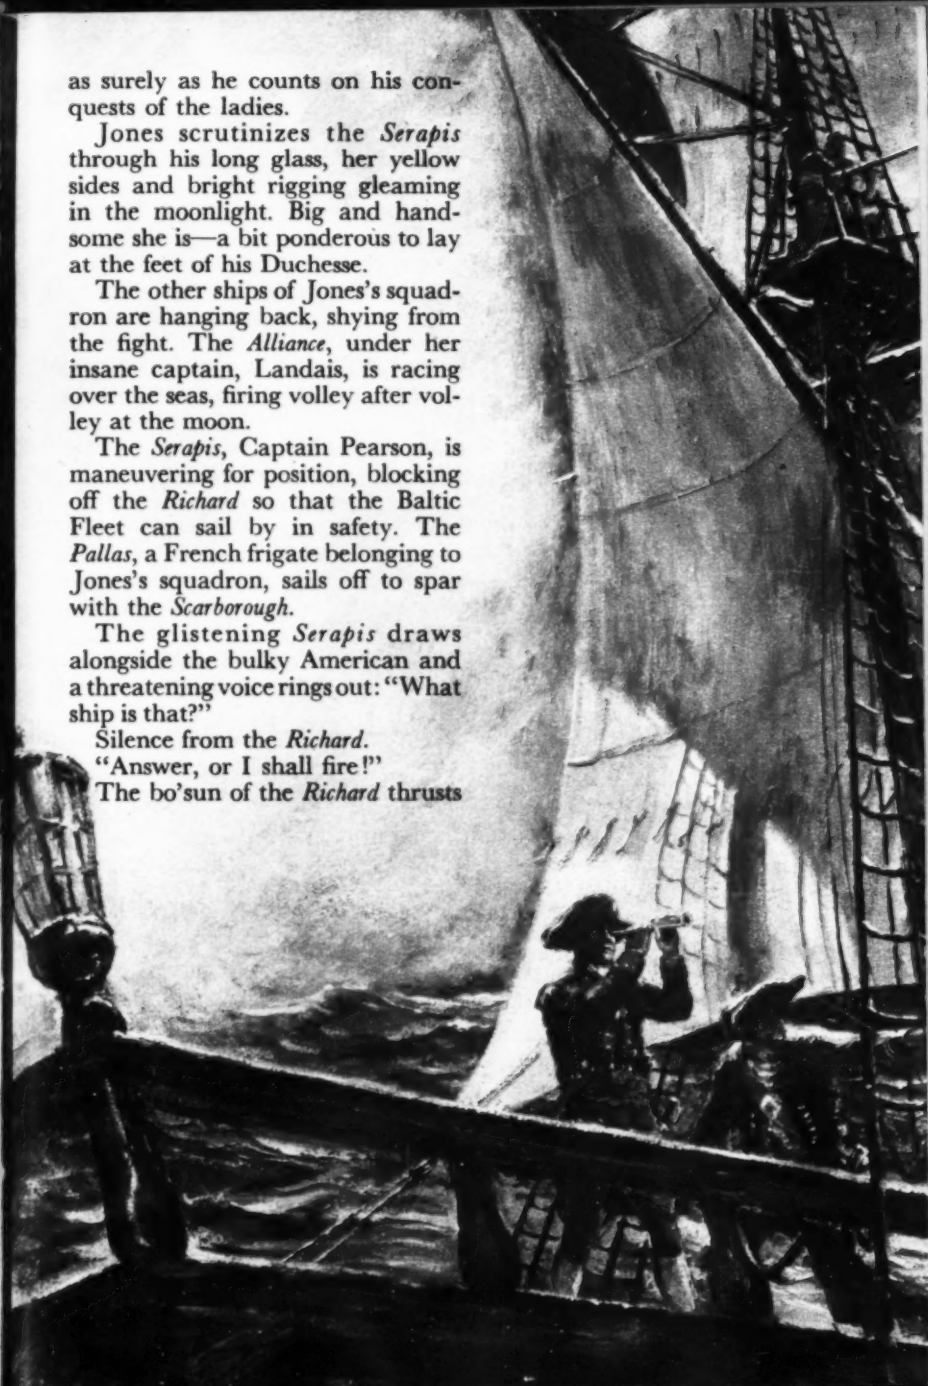 as surely as he counts on his con-
quests of the ladies.
Jones scrutinizes the Serapis
through his long glass, her yellow
sides and bright rigging gleaming
in the moonlight. Big and hand-
some she is—a bit ponderous to lay
at the feet of his Duchesse.
The other ships of Jones's squad-
ron are hanging back, shying from
the fight. The Alliance, under her
insane captain, Landais, is racing
over the seas, firing volley after vol-
ley at the moon.
The Serapis, Captain Pearson, is
maneuvering for position, blocking
off the Richard so that the Baltic
Fleet can sail by in safety. The
Pallas, a French frigate belonging to
Jones's squadron, sails off to spar
with the Scarborough.
The glistening Serapis draws
alongside the bulky American and
a threatening voice rings out: “What
ship is that?”
Silence from the Richard.
“Answer, or I shall fire!”
The bo'sun of the Richard thrusts